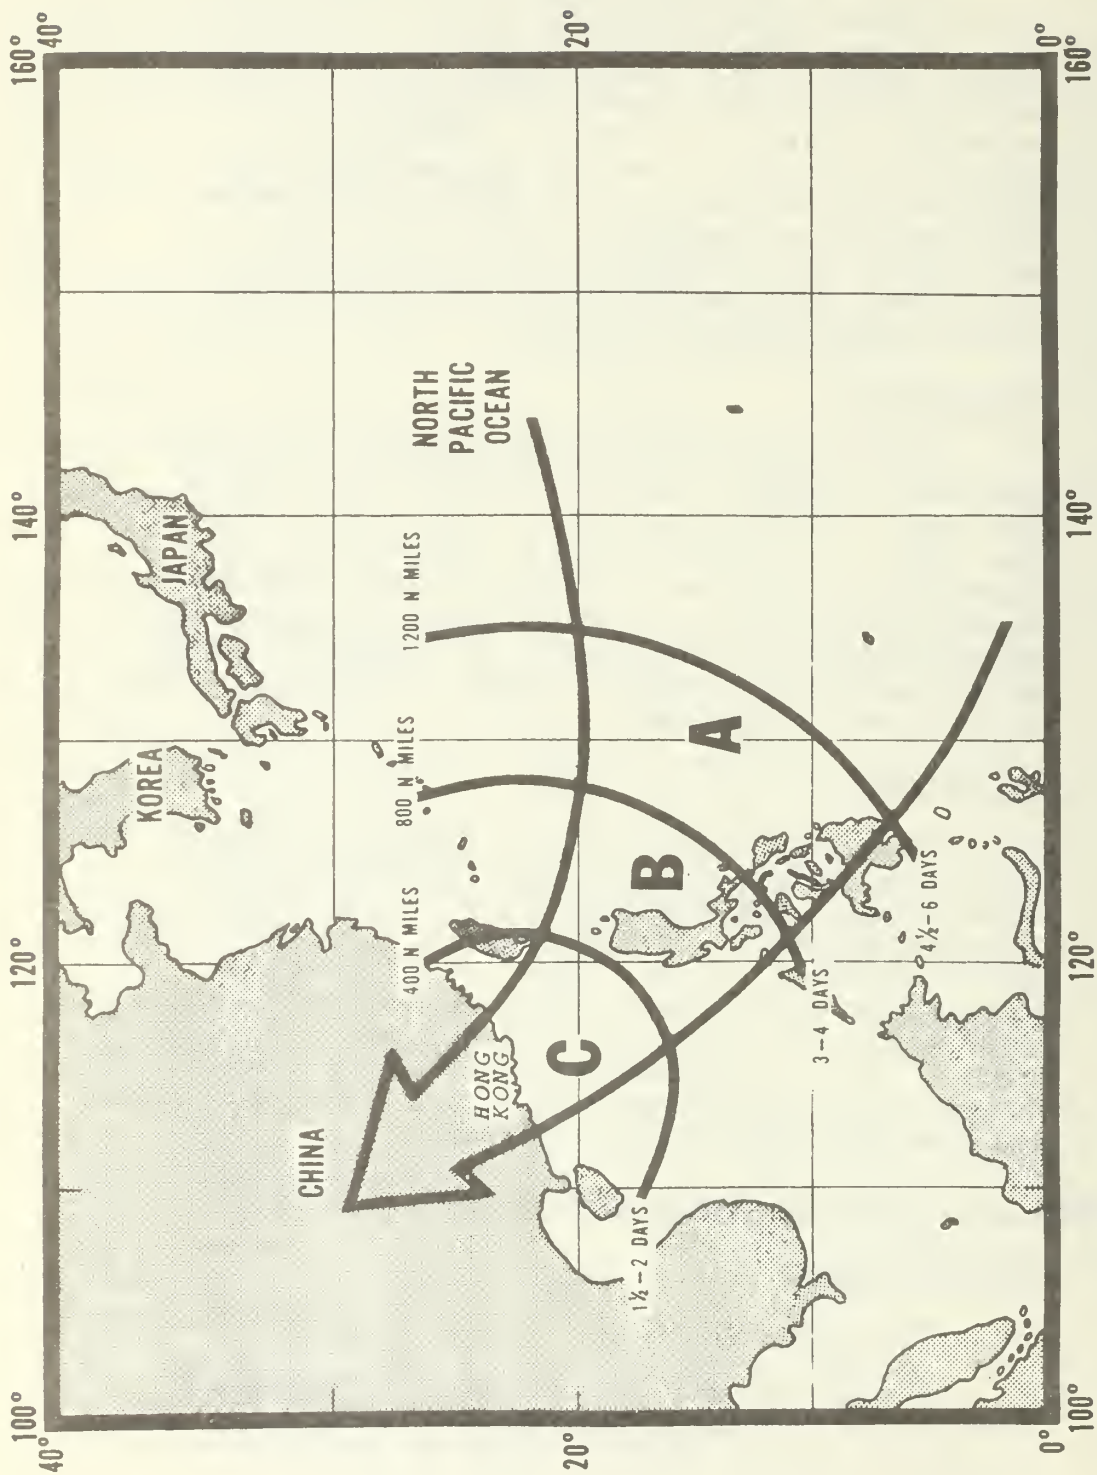 100°
120°
140°
160°
40°
40°
CHINA
KOREA
JAPAN
HONG
KONG
NORTH
PACIFIC
OCEAN
400 N MILES
800 N MILES
1200 N MILES
20°
20°
C
B
A
1½-2 DAYS
3-4 DAYS
4½-6 DAYS
0°
0°
100°
120°
140°
160°